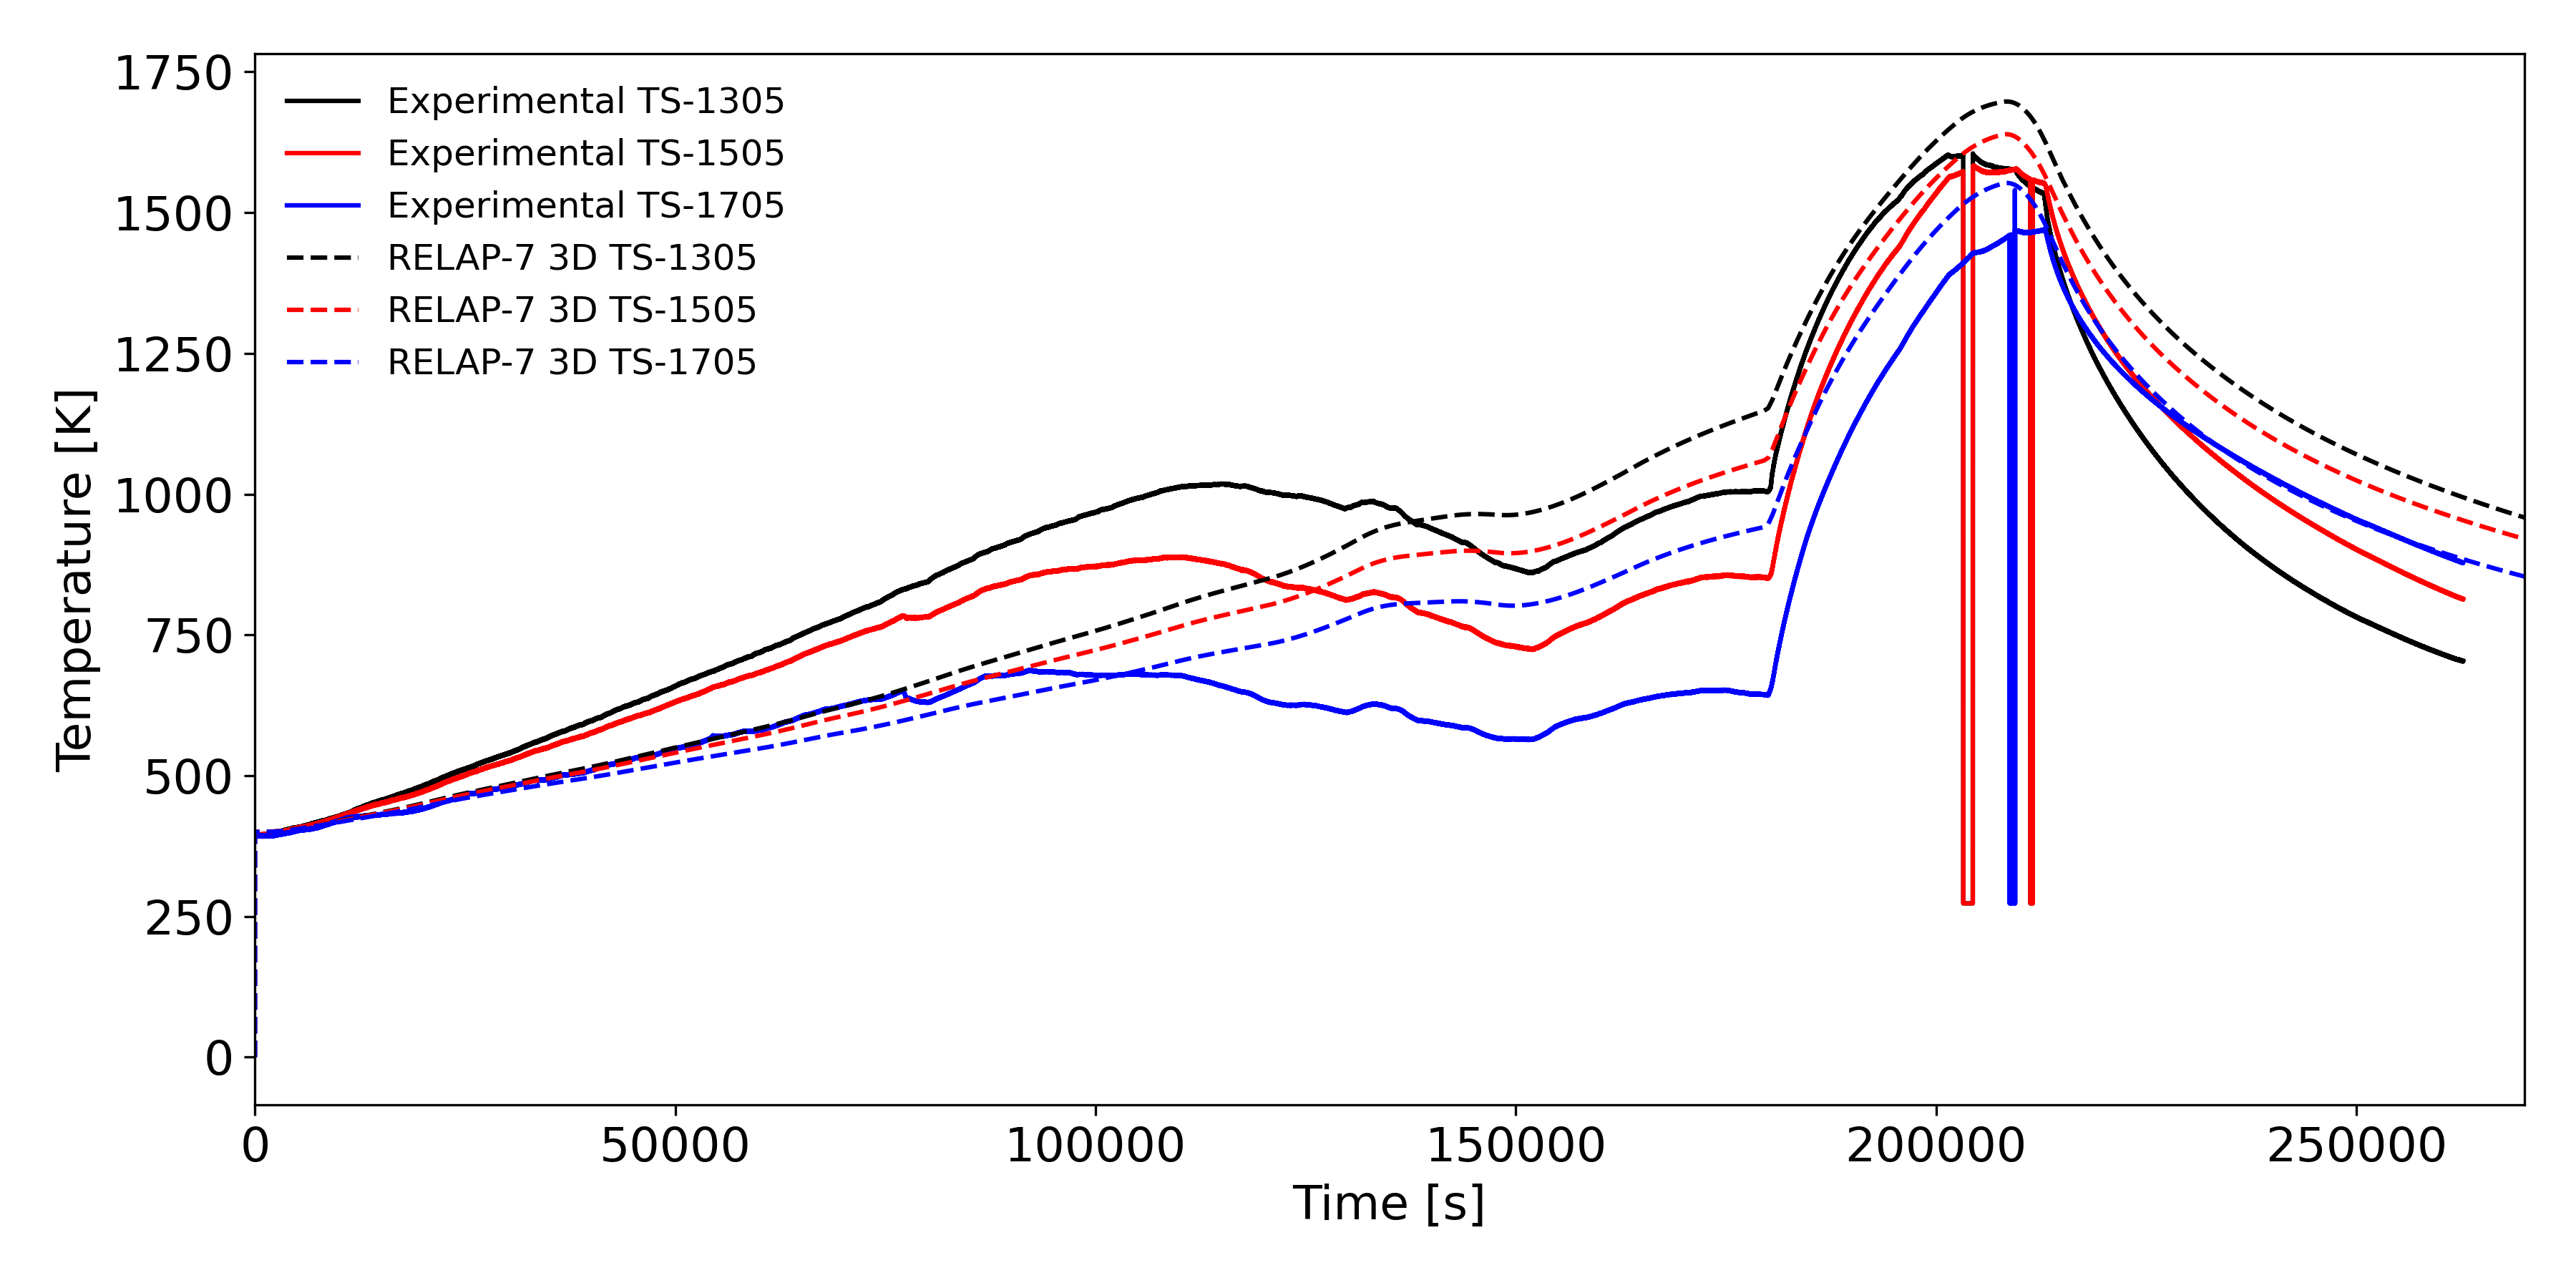 1750
1500
1250
1000
750
500
250
0
Temperature [K]
Experimental TS-1305
Experimental TS-1505
Experimental TS-1705
RELAP-7 3D TS-1305
RELAP-7 3D TS-1505
RELAP-7 3D TS-1705
0 50000 100000 150000 200000 250000
Time [s]